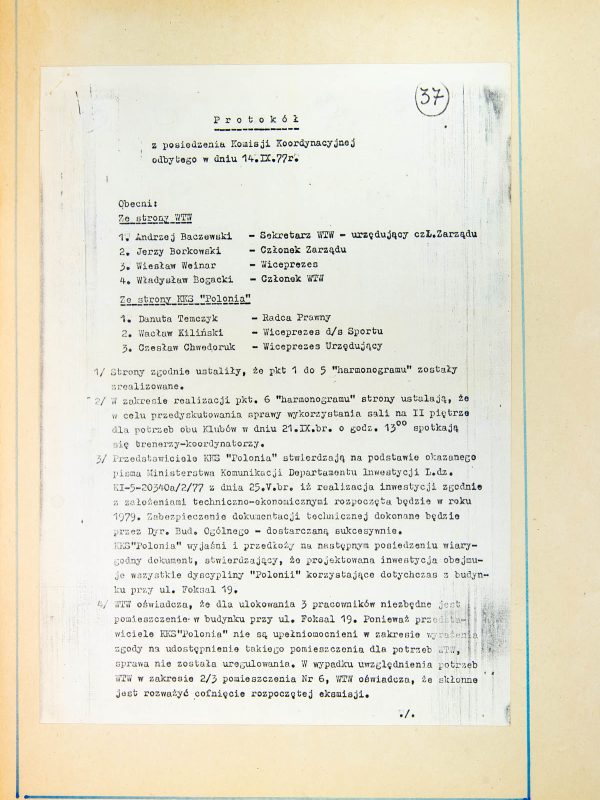 37
P r o t o k ó ł
z posiedzenia Komisji Koordynacyjnej
odbytego w dniu 14.IX.77r.
Obecni:
Ze strony WTW
1. Andrzej Baczewski - Sekretarz WTW - urzędujący czŁ.Zarządu
2. Jerzy Borkowski - Członek Zarządu
3. Wiesław Weinar - Wiceprezes
4. Władysław Bogacki - Członek WTW
Ze strony KKS "Polonia"
1. Danuta Temczyk - Radca Prawny
2. Wacław Kiliński - Wiceprezes d/s Sportu
3. Czesław Chwedoruk - Wiceprezes Urzędujący
1/ Strony zgodnie ustaliły, że pkt 1 do 5 "harmonogramu" zostały
zrealizowane.
2/ W zakresie realizacji pkt. 6 "harmonogramu" strony ustalają, że
w celu przedyskutowania sprawy wykorzystania sali na II piętrze
dla potrzeb obu Klubów w dniu 21.IX.br. o godz. 13⁰⁰ spotkają
się trenerzy-koordynatorzy.
3/ Przedstawiciele KKS "Polonia" stwierdzają na podstawie okazanego
pisma Ministerstwa Komunikacji Departamentu Inwestycji L.dz.
KI-5-20340a/2/77 z dnia 25.V.br. iż realizacja inwestycji zgodnie
z założeniami techniczno-ekonomicznymi rozpoczęta będzie w roku
1979. Zabezpieczenie dokumentacji technicznej dokonane będzie
przez Dyr. Bud. Ogólnego - dostarczaną sukcesywnie.
KKS"Polonia" wyjaśni i przedłoży na następnym posiedzeniu wiary-
godny dokument, stwierdzający, że projektowana inwestycja obejmu-
je wszystkie dyscypliny "Polonii" korzystające dotychczas z budyn-
ku przy ul. Foksal 19.
4/ WTW oświadcza, że dla ulokowania 3 pracowników niezbędne jest
pomieszczenie w budynku przy ul. Foksal 19. Ponieważ przedsta-
wiciele KKS"Polonia" nie są upełniomocnieni w zakresie wyrażenia
zgody na udostępnienie takiego pomieszczenia dla potrzeb WTW,
sprawa nie została uregulowana. W wypadku uwzględnienia potrzeb
WTW w zakresie 2/3 pomieszczenia Nr 6, WTW oświadcza, że skłonne
jest rozważyć cofnięcie rozpoczętej eksmisji.
./.